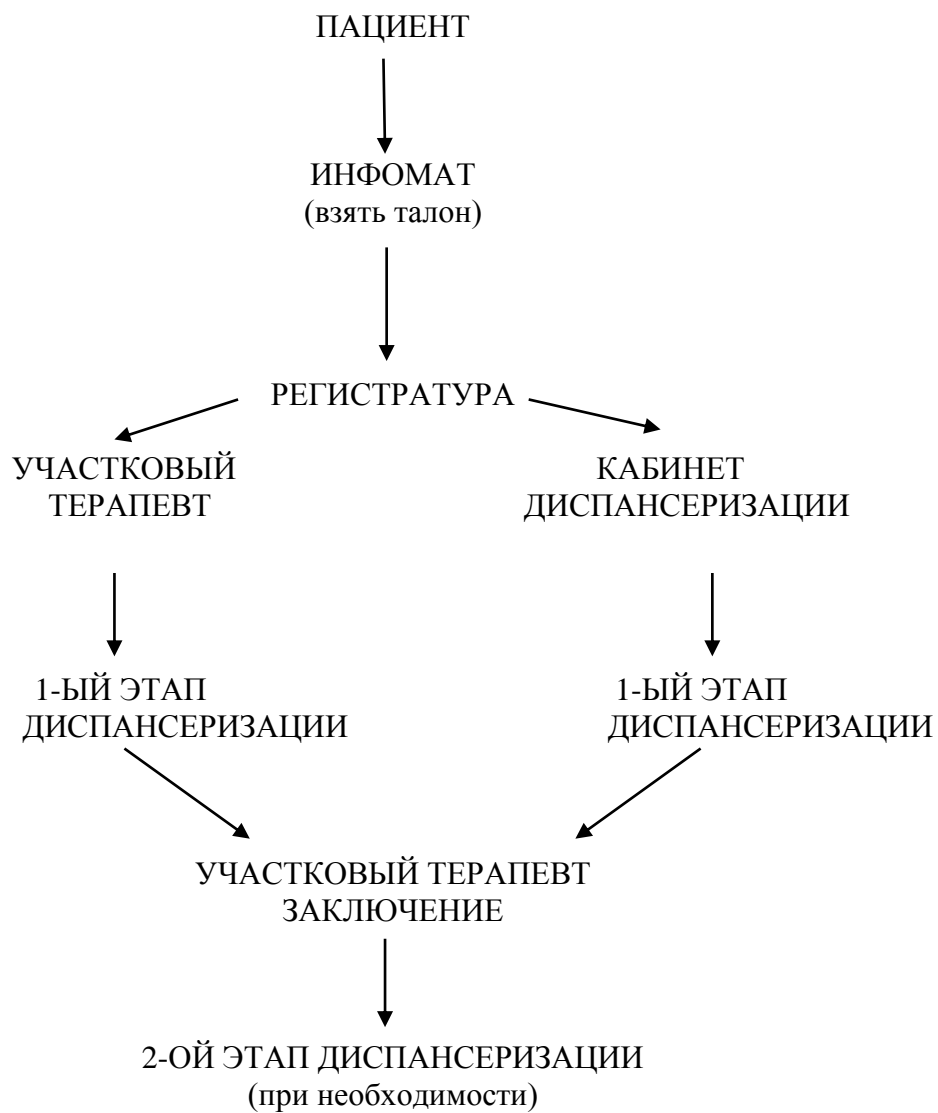 ПАЦИЕНТ
ИНФОМАТ
(взять талон)
РЕГИСТРАТУРА
УЧАСТКОВЫЙ
ТЕРАПЕВТ
КАБИНЕТ
ДИСПАНСЕРИЗАЦИИ
1-ЫЙ ЭТАП
ДИСПАНСЕРИЗАЦИИ
1-ЫЙ ЭТАП
ДИСПАНСЕРИЗАЦИИ
УЧАСТКОВЫЙ ТЕРАПЕВТ
ЗАКЛЮЧЕНИЕ
2-ОЙ ЭТАП ДИСПАНСЕРИЗАЦИИ
(при необходимости)